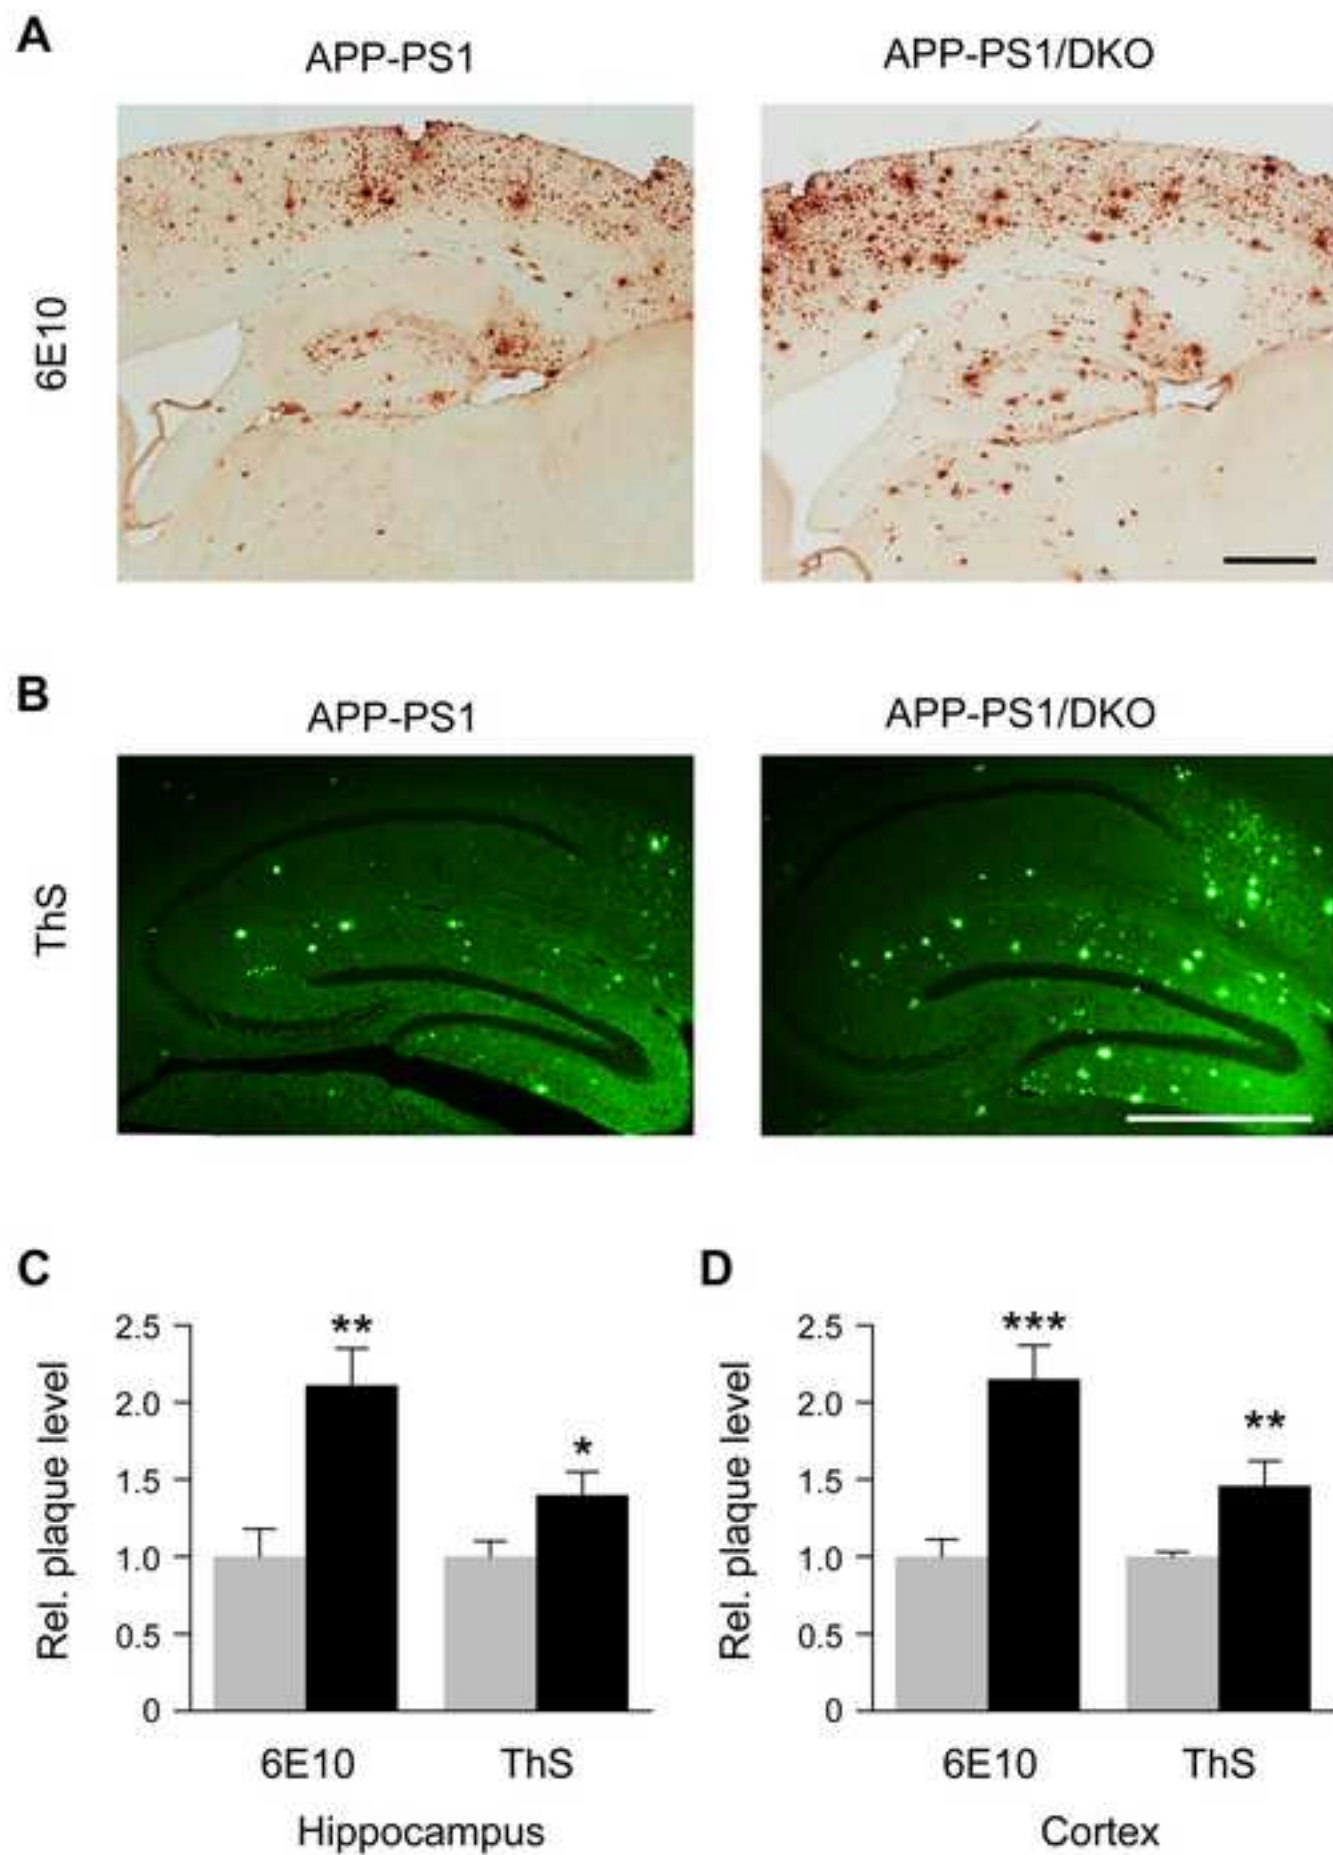 A
APP-PS1
APP-PS1/DKO
6E10
B
APP-PS1
APP-PS1/DKO
ThS
C
Rel. plaque level
2.5
2.0
1.5
1.0
0.5
0
**
*
6E10
ThS
Hippocampus
D
Rel. plaque level
2.5
2.0
1.5
1.0
0.5
0
***
**
6E10
ThS
Cortex